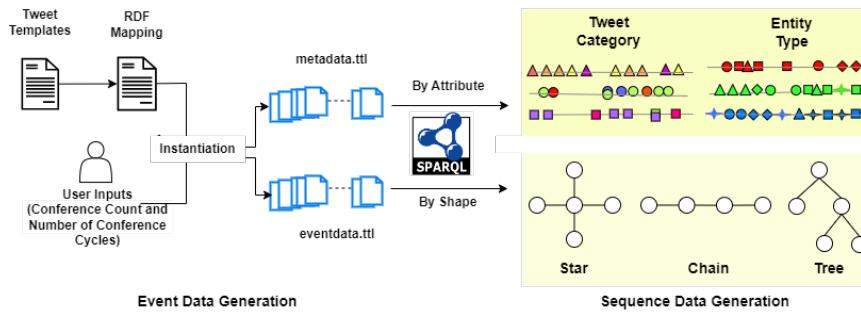 Tweet
Templates
RDF
Mapping
User Inputs
(Conference Count and
Number of Conference
Cycles)
Instantiation
metadata.ttl
eventdata.ttl
By Attribute
SPARQL
By Shape
Tweet
Category
Entity
Type
Star
Chain
Tree
Event Data Generation
Sequence Data Generation